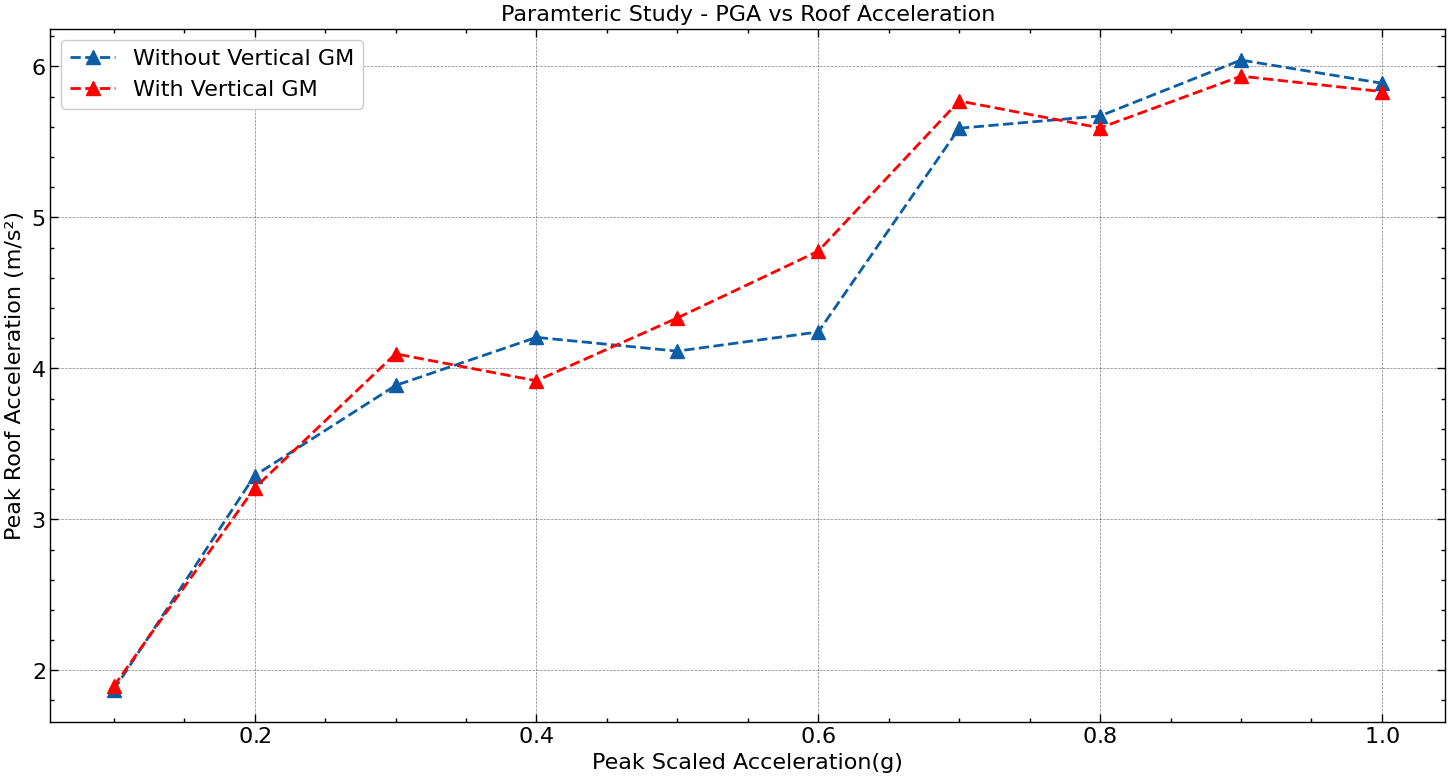 Paramteric Study - PGA vs Roof Acceleration
Without Vertical GM
With Vertical GM
Peak Roof Acceleration (m/s²)
6
5
4
3
2
0.2
0.4
0.6
0.8
1.0
Peak Scaled Acceleration(g)